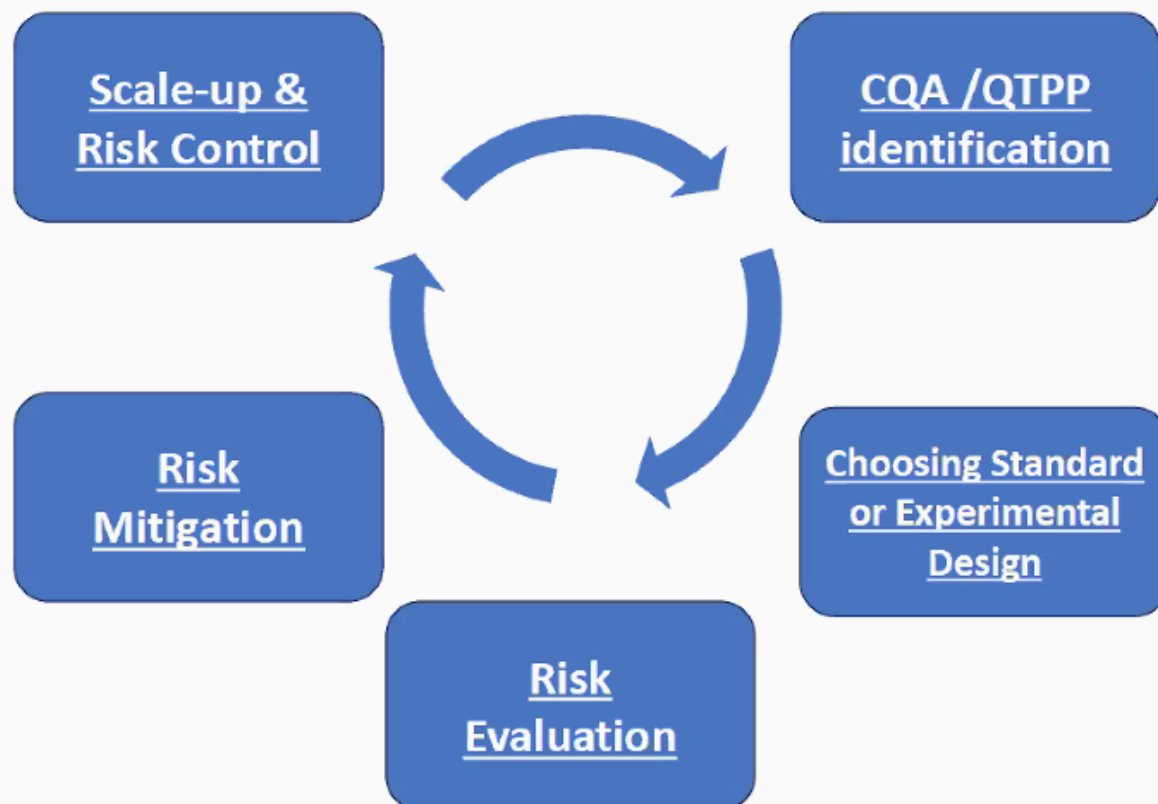 Scale-up &
Risk Control
CQA /QTPP
identification
Risk
Mitigation
Choosing Standard
or Experimental
Design
Risk
Evaluation